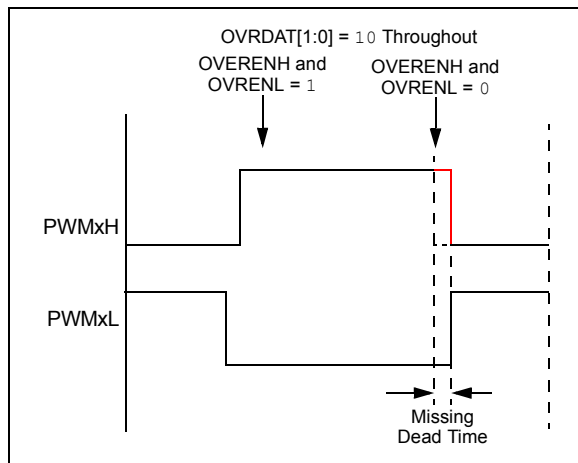 OVRDAT[1:0] = 10 Throughout
OVERENH and
OVRENL = 1
OVERENH and
OVRENL = 0
PWMxH
PWMxL
Missing
Dead Time